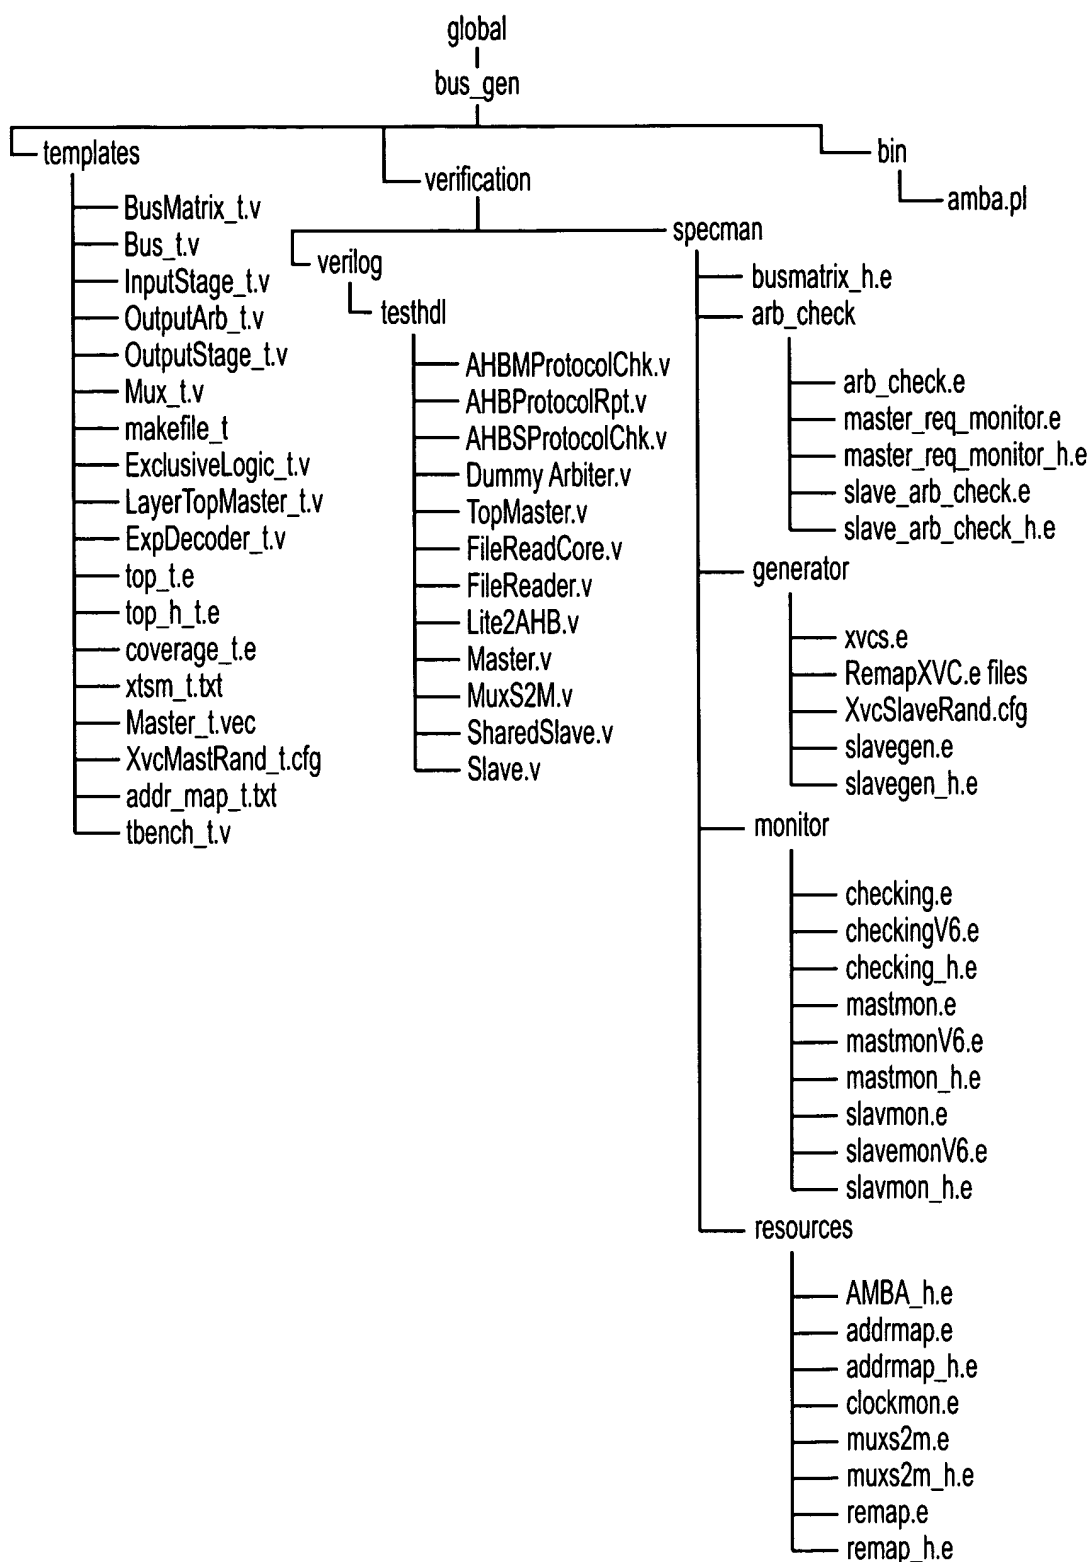 global
bus_gen
templates
BusMatrix_t.v
Bus_t.v
InputStage_t.v
OutputArb_t.v
OutputStage_t.v
Mux_t.v
makefile_t
ExclusiveLogic_t.v
LayerTopMaster_t.v
ExpDecoder_t.v
top_t.e
top_h_t.e
coverage_t.e
xtsm_t.txt
Master_t.vec
XvcMastRand_t.cfg
addr_map_t.txt
tbench_t.v
verification
verilog
testhdl
AHBMProtocolChk.v
AHBProtocolRpt.v
AHBSProtocolChk.v
Dummy Arbiter.v
TopMaster.v
FileReadCore.v
FileReader.v
Lite2AHB.v
Master.v
MuxS2M.v
SharedSlave.v
Slave.v
specman
busmatrix_h.e
arb_check
arb_check.e
master_req_monitor.e
master_req_monitor_h.e
slave_arb_check.e
slave_arb_check_h.e
generator
xvcs.e
RemapXVC.e files
XvcSlaveRand.cfg
slavegen.e
slavegen_h.e
monitor
checking.e
checkingV6.e
checking_h.e
mastmon.e
mastmonV6.e
mastmon_h.e
slavmon.e
slavemonV6.e
slavmon_h.e
resources
AMBA_h.e
addrmap.e
addrmap_h.e
clockmon.e
muxs2m.e
muxs2m_h.e
remap.e
remap_h.e
bin
amba.pl